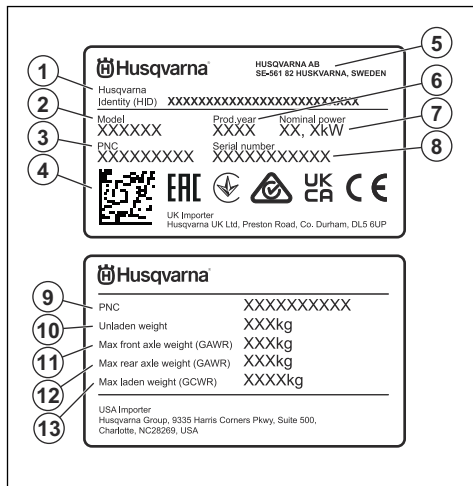 Husqvarna
HUSQVARNA AB
SE-561 82 HUSKVARNA, SWEDEN
5
1
Husqvarna
Identity (HID) XXXXXXXXXXXXXXXXXXXXXXXXX
6
2
Model Prod.year Nominal power
XXXXXX XXXX XX, XkW
7
3
PNC Serial number
XXXXXXXXX XXXXXXXXXXX
8
4
EAC UK CA CE
UK Importer
Husqvarna UK Ltd, Preston Road, Co. Durham, DL5 6UP
Husqvarna
9 PNC XXXXXXXXXX
10 Unladen weight XXXkg
11 Max front axle weight (GAWR) XXXkg
12 Max rear axle weight (GAWR) XXXkg
13 Max laden weight (GCWR) XXXXkg
USA Importer
Husqvarna Group, 9335 Harris Corners Pkwy, Suite 500,
Charlotte, NC28269, USA